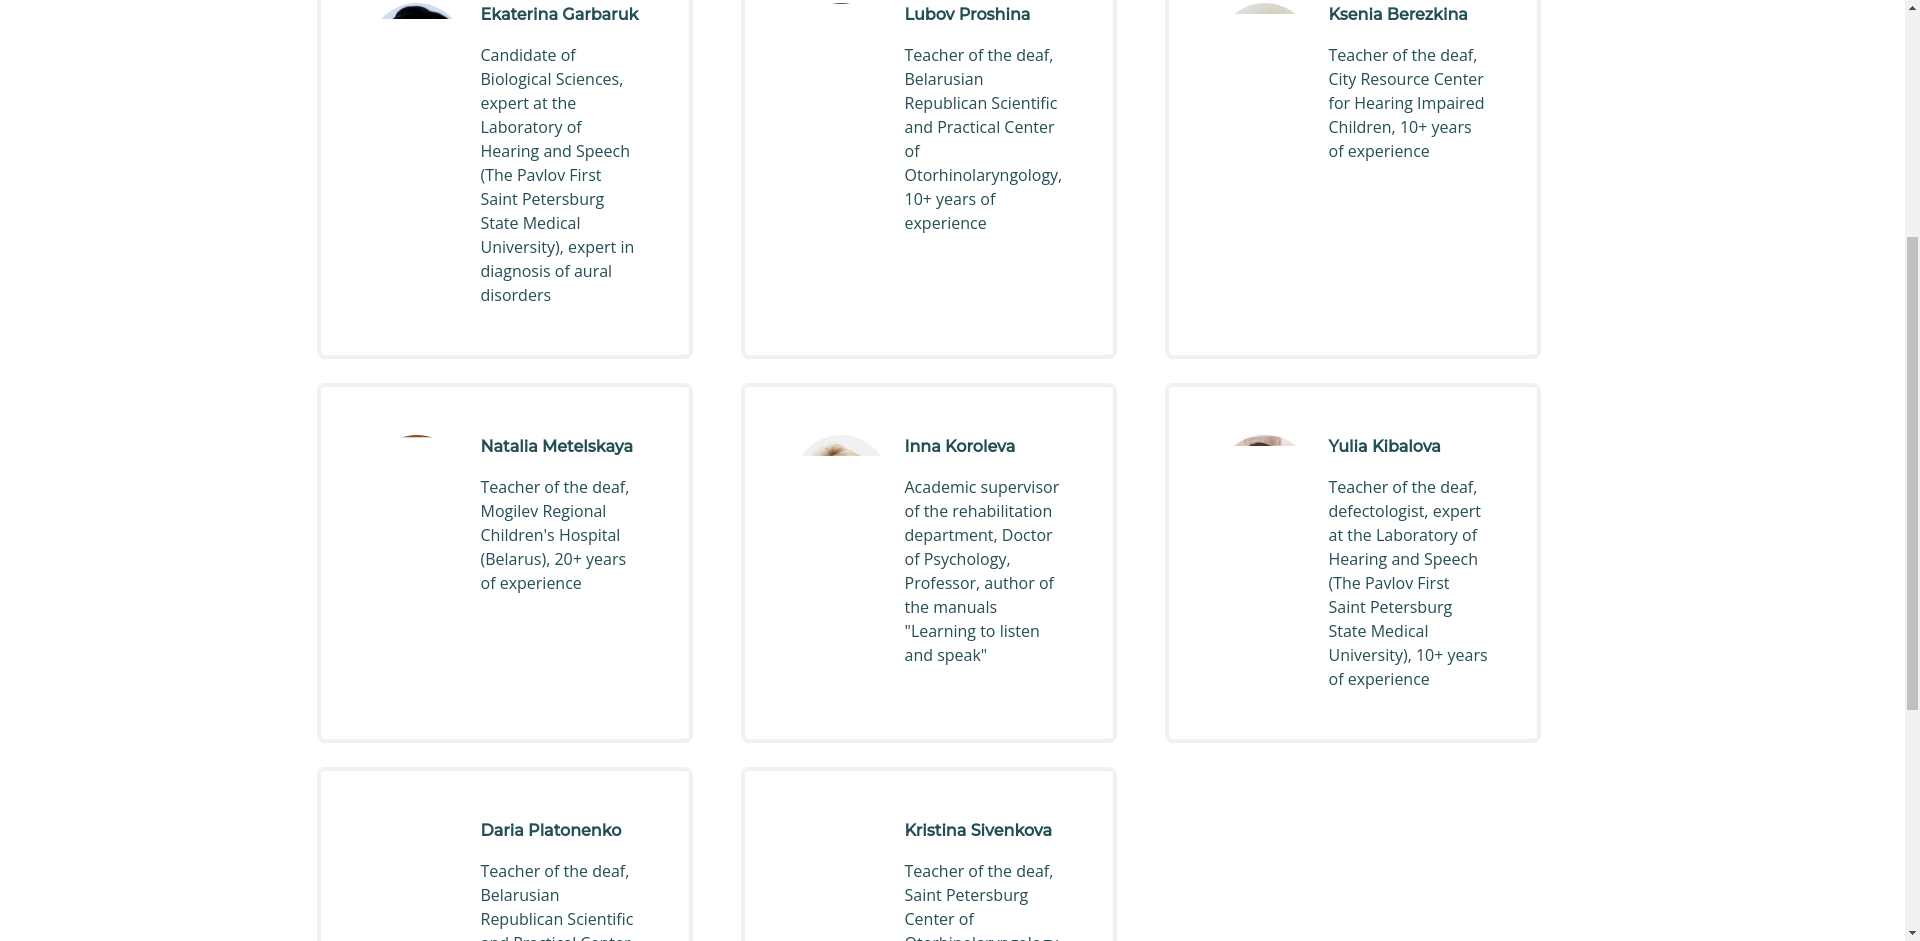 Ekaterina Garbaruk
Candidate of
Biological Sciences,
expert at the
Laboratory of
Hearing and Speech
(The Pavlov First
Saint Petersburg
State Medical
University), expert in
diagnosis of aural
disorders
Lubov Proshina
Teacher of the deaf,
Belarusian
Republican Scientific
and Practical Center
of
Otorhinolaryngology,
10+ years of
experience
Ksenia Berezkina
Teacher of the deaf,
City Resource Center
for Hearing Impaired
Children, 10+ years
of experience
Natalia Metelskaya
Teacher of the deaf,
Mogilev Regional
Children's Hospital
(Belarus), 20+ years
of experience
Inna Koroleva
Academic supervisor
of the rehabilitation
department, Doctor
of Psychology,
Professor, author of
the manuals
"Learning to listen
and speak"
Yulia Kibalova
Teacher of the deaf,
defectologist, expert
at the Laboratory of
Hearing and Speech
(The Pavlov First
Saint Petersburg
State Medical
University), 10+ years
of experience
Daria Platonenko
Teacher of the deaf,
Belarusian
Republican Scientific
and Practical Center
Kristina Sivenkova
Teacher of the deaf,
Saint Petersburg
Center of
Otorhinolaryngology